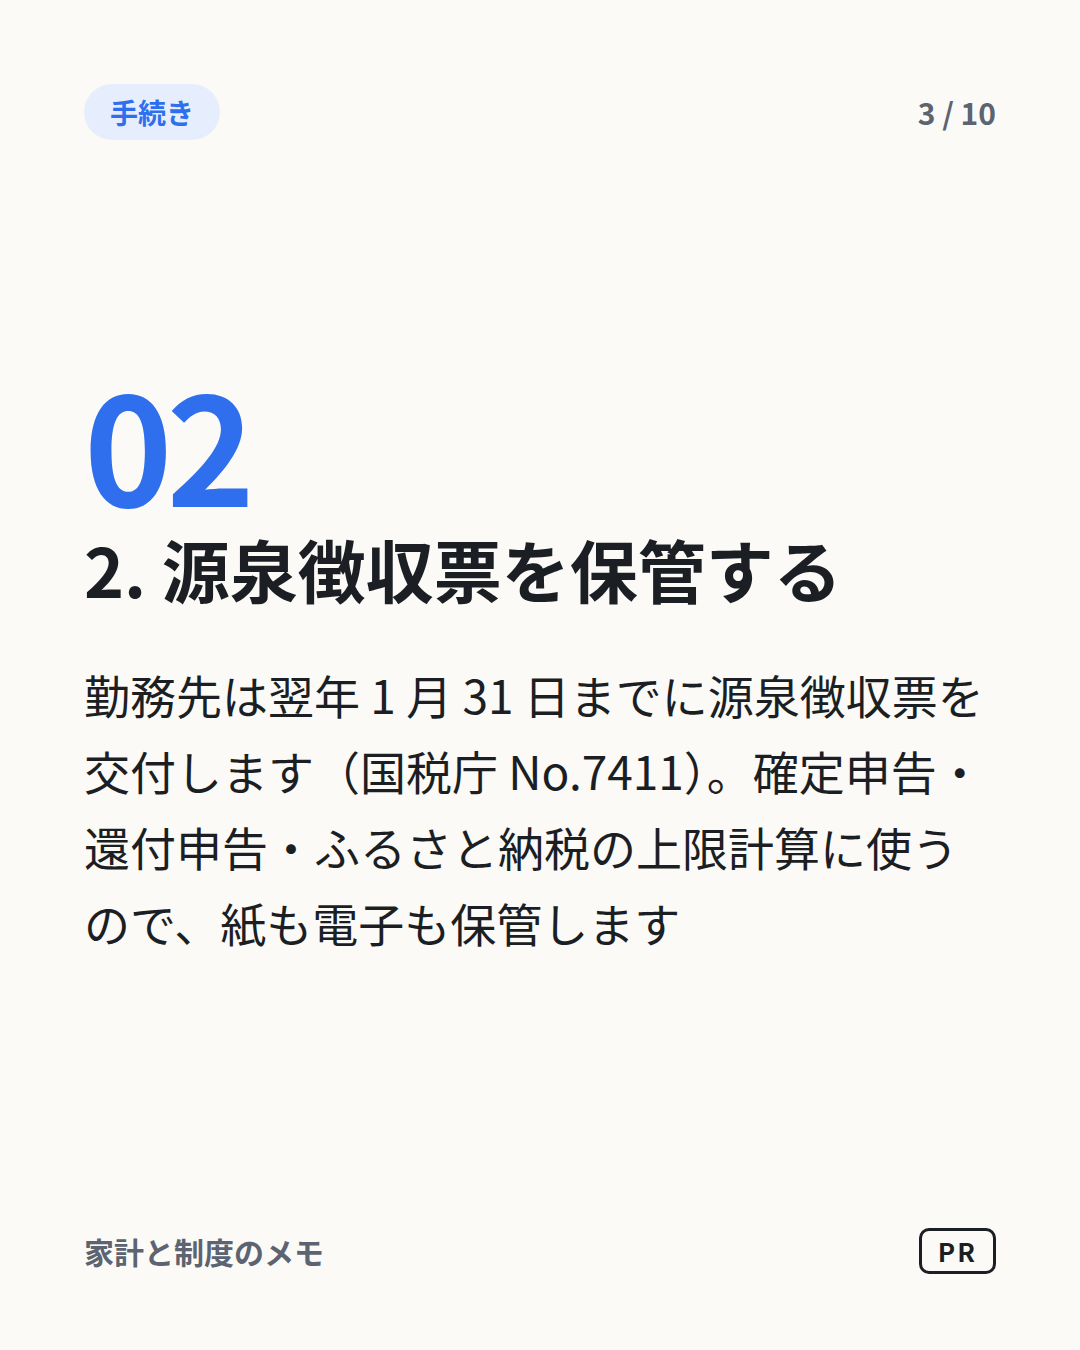 手続き
3 / 10
02
2. 源泉徴収票を保管する
勤務先は翌年 1 月 31 日までに源泉徴収票を
交付します（国税庁 No.7411）。確定申告・
還付申告・ふるさと納税の上限計算に使う
ので、紙も電子も保管します
家計と制度のメモ
PR